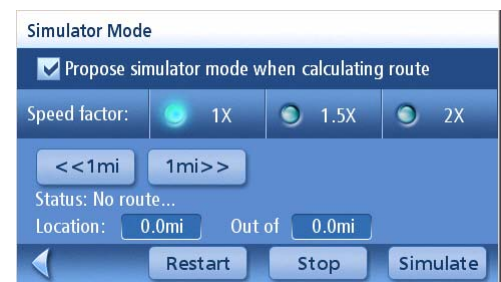 Simulator Mode
Propose simulator mode when calculating route
Speed factor: 1X 1.5X 2X
<<1mi 1mi>>
Status: No route...
Location: 0.0mi Out of 0.0mi
Restart Stop Simulate